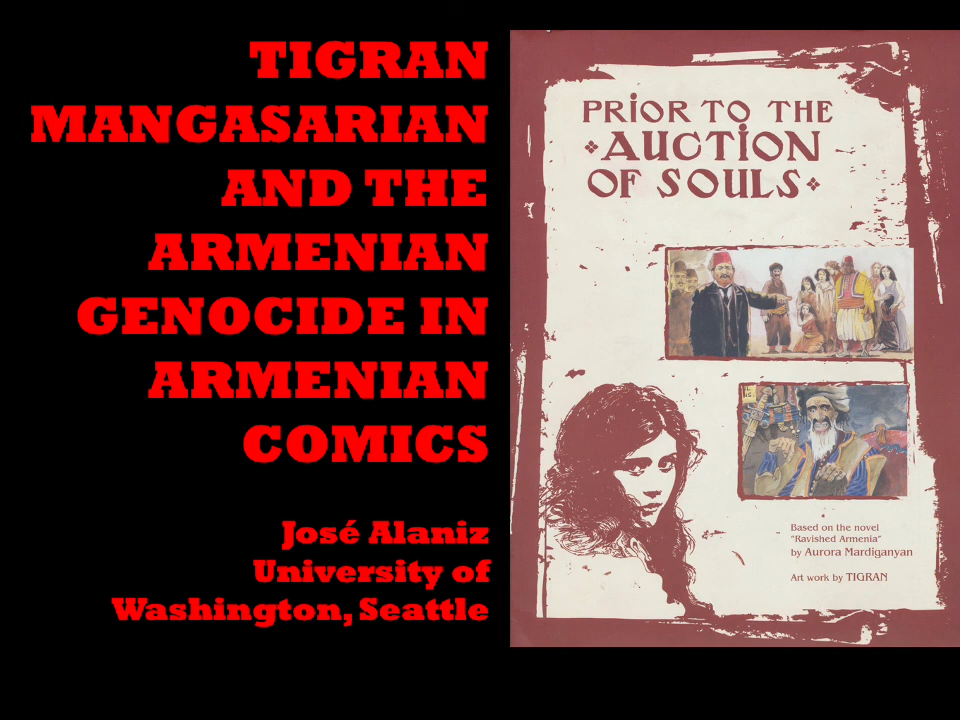 TIGRAN
MANGASARIAN
AND THE
ARMENIAN
GENOCIDE IN
ARMENIAN
COMICS
José Alaniz
University of
Washington, Seattle
PRIOR TO THE
AUCTION
OF SOULS
Based on the novel
“Ravished Armenia”
by Aurora Mardiganyan
Art work by TIGRAN